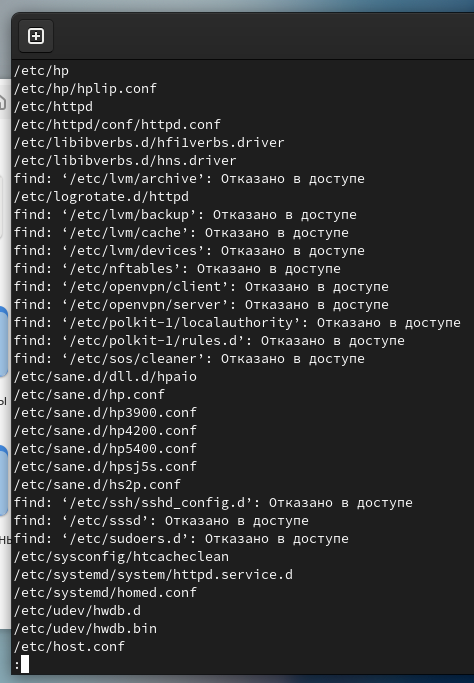 /etc/hp
/etc/hp/hplip.conf
/etc/httpd
/etc/httpd/conf/httpd.conf
/etc/libibverbs.d/hfi1verbs.driver
/etc/libibverbs.d/hns.driver
find: ‘/etc/lvm/archive’: Отказано в доступе
/etc/logrotate.d/httpd
find: ‘/etc/lvm/backup’: Отказано в доступе
find: ‘/etc/lvm/cache’: Отказано в доступе
find: ‘/etc/lvm/devices’: Отказано в доступе
find: ‘/etc/nftables’: Отказано в доступе
find: ‘/etc/openvpn/client’: Отказано в доступе
find: ‘/etc/openvpn/server’: Отказано в доступе
find: ‘/etc/polkit-1/localauthority’: Отказано в доступе
find: ‘/etc/polkit-1/rules.d’: Отказано в доступе
find: ‘/etc/sos/cleaner’: Отказано в доступе
/etc/sane.d/dll.d/hpaio
/etc/sane.d/hp.conf
/etc/sane.d/hp3900.conf
/etc/sane.d/hp4200.conf
/etc/sane.d/hp5400.conf
/etc/sane.d/hpsj5s.conf
/etc/sane.d/hs2p.conf
find: ‘/etc/ssh/sshd_config.d’: Отказано в доступе
find: ‘/etc/sssd’: Отказано в доступе
find: ‘/etc/sudoers.d’: Отказано в доступе
/etc/sysconfig/htcacheclean
/etc/systemd/system/httpd.service.d
/etc/systemd/homed.conf
/etc/udev/hwdb.d
/etc/udev/hwdb.bin
/etc/host.conf
: